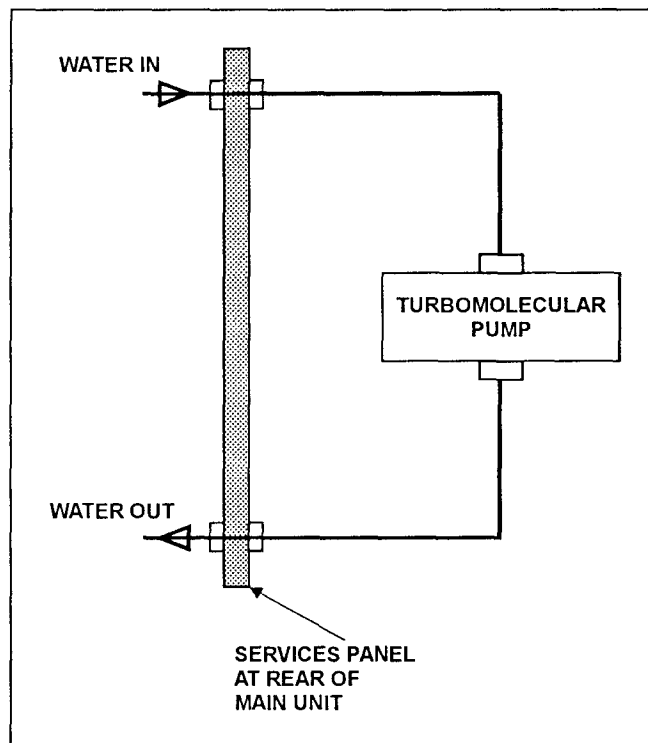 WATER IN
TURBOMOLECULAR
PUMP
WATER OUT
SERVICES PANEL
AT REAR OF
MAIN UNIT